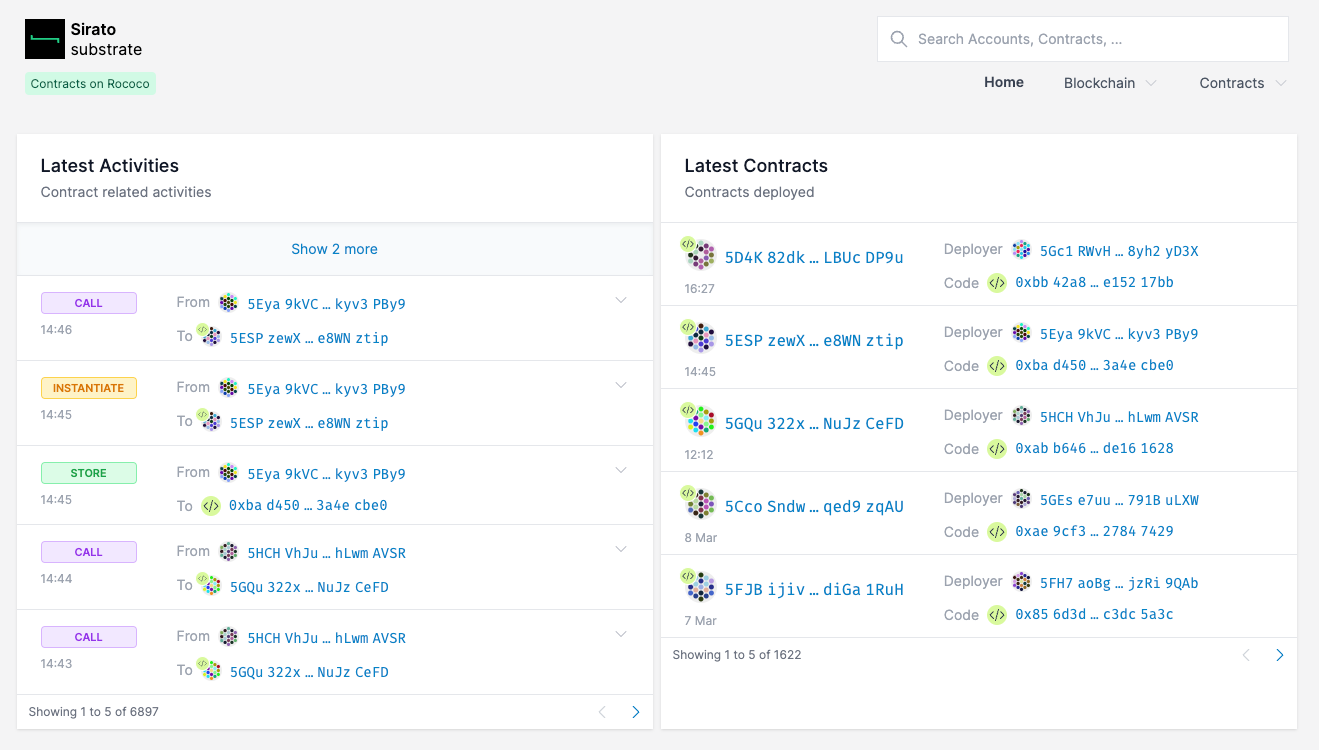 Sirato
substrate
Contracts on Rococo
Search Accounts, Contracts, ...
Home Blockchain Contracts
Latest Activities
Contract related activities
Show 2 more
CALL From 5Eya 9kVC … kyv3 PBy9
14:46 To </> 5ESP zewX … e8WN ztip
INSTANTIATE From 5Eya 9kVC … kyv3 PBy9
14:45 To </> 5ESP zewX … e8WN ztip
STORE From 5Eya 9kVC … kyv3 PBy9
14:45 To </> 0xba d450 … 3a4e cbe0
CALL From 5HCH VhJu … hLwm AVSR
14:44 To </> 5GQu 322x … NuJz CeFD
CALL From 5HCH VhJu … hLwm AVSR
14:43 To </> 5GQu 322x … NuJz CeFD
Showing 1 to 5 of 6897
Latest Contracts
Contracts deployed
</> 5D4K 82dk … LBUc DP9u Deployer 5Gc1 RWvH … 8yh2 yD3X
16:27 Code </> 0xbb 42a8 … e152 17bb
</> 5ESP zewX … e8WN ztip Deployer 5Eya 9kVC … kyv3 PBy9
14:45 Code </> 0xba d450 … 3a4e cbe0
</> 5GQu 322x … NuJz CeFD Deployer 5HCH VhJu … hLwm AVSR
12:12 Code </> 0xab b646 … de16 1628
</> 5Cco Sndw … qed9 zqAU Deployer 5GEs e7uu … 791B uLXW
8 Mar Code </> 0xae 9cf3 … 2784 7429
</> 5FJB ijiv … diGa 1RuH Deployer 5FH7 aoBg … jzRi 9QAb
7 Mar Code </> 0x85 6d3d … c3dc 5a3c
Showing 1 to 5 of 1622